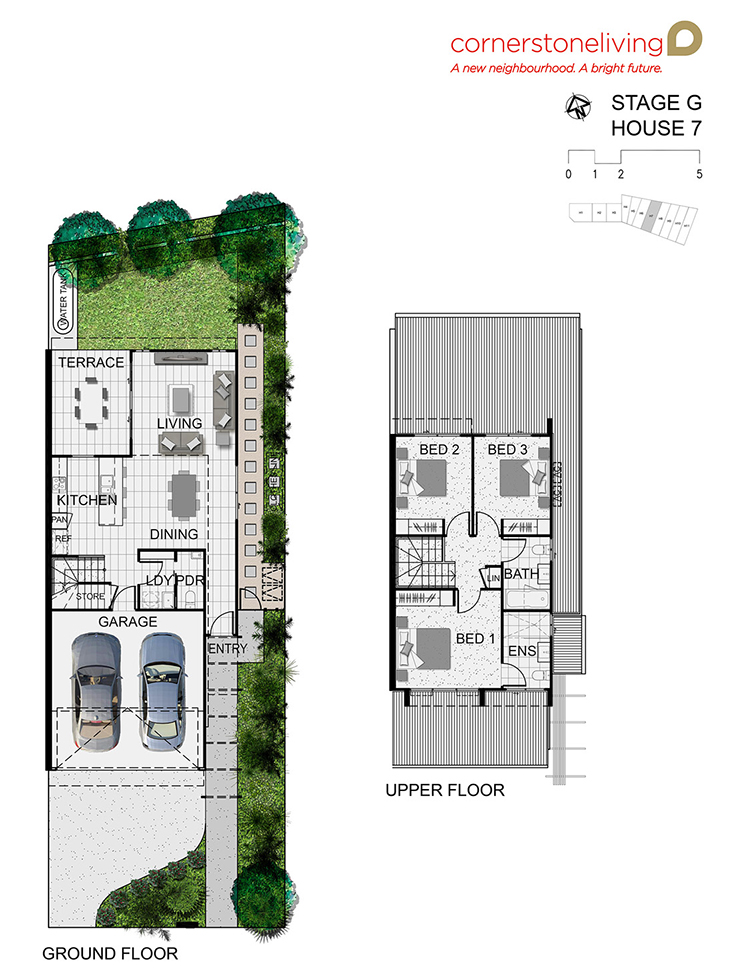 cornerstoneliving
A new neighbourhood. A bright future.
N
STAGE G
HOUSE 7
0 1 2 5
WATER TANK
TERRACE
LIVING
KITCHEN
PAN
REF
DINING
LDY PDR
STORE
GARAGE
ENTRY
GROUND FLOOR
BED 2
BED 3
LIN
BATH
BED 1
ENS
UPPER FLOOR